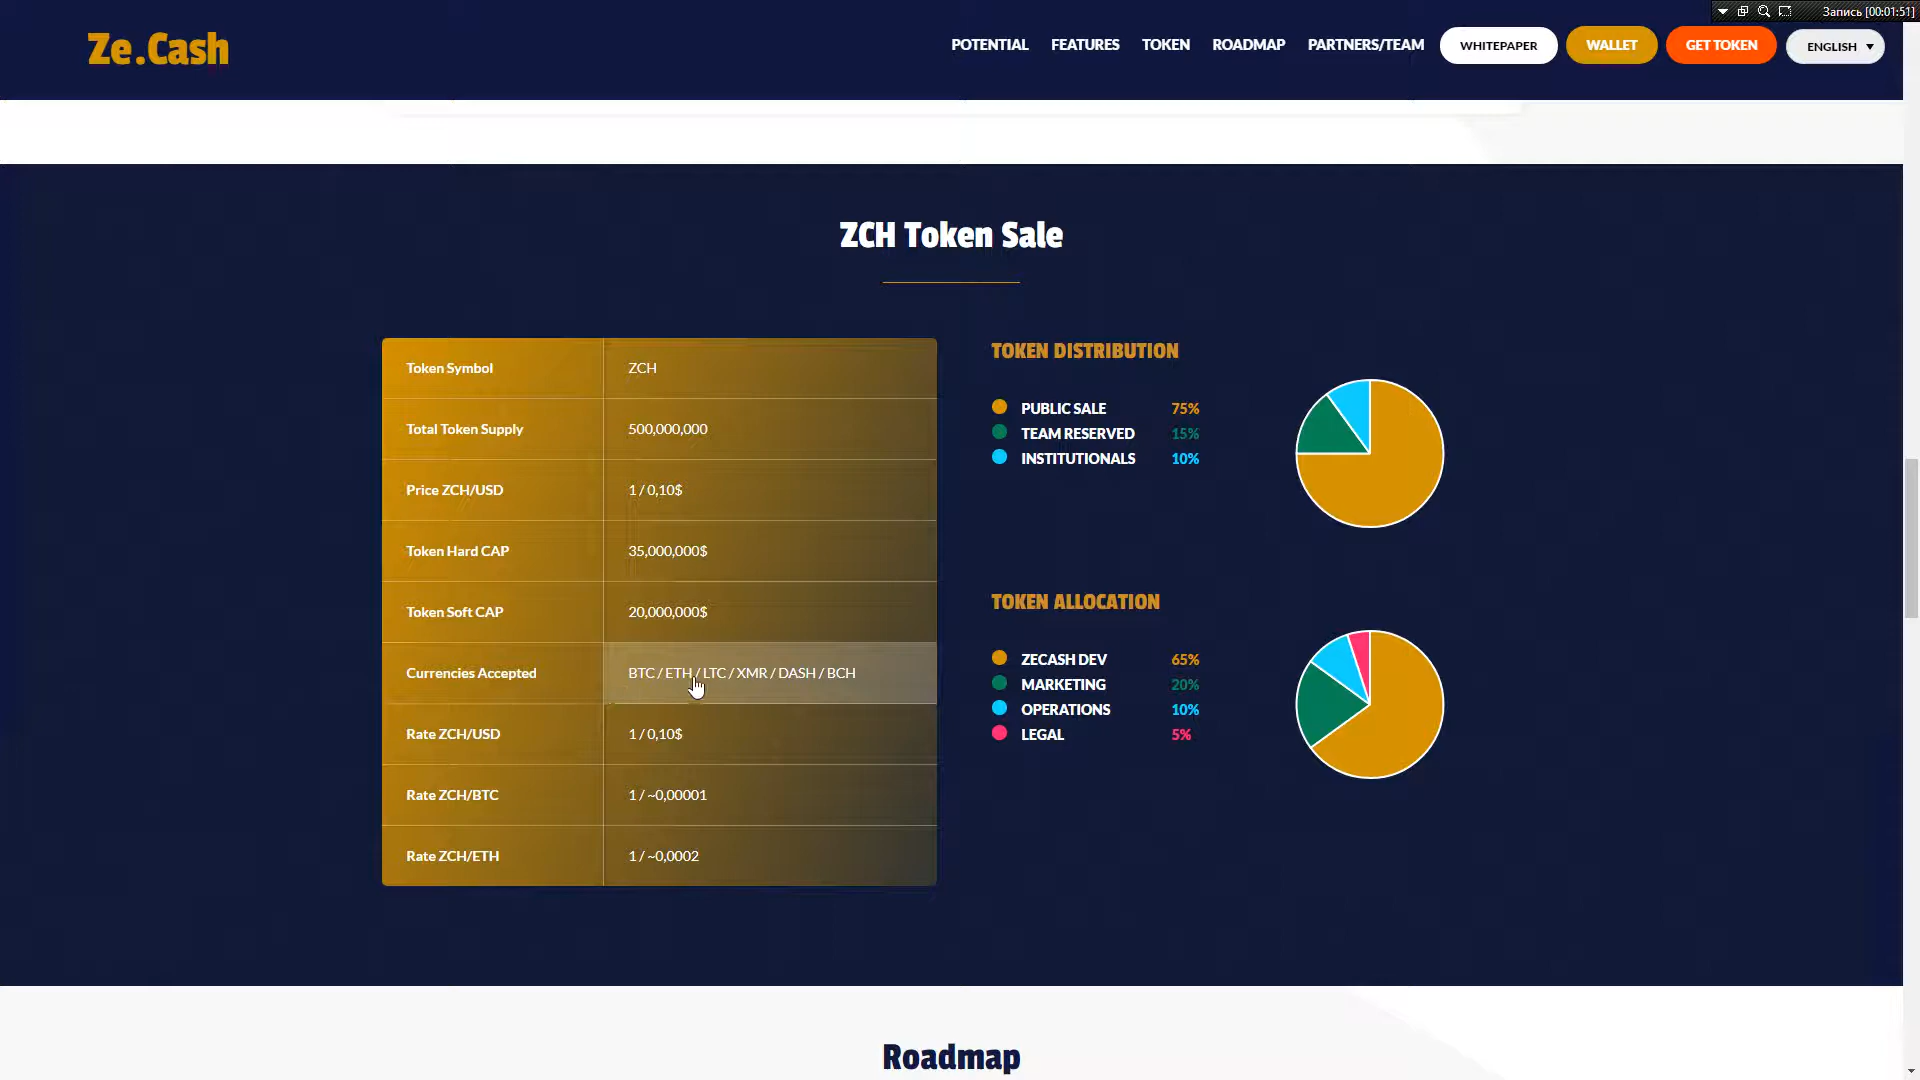 Запись [00:01:51]
Ze.Cash
POTENTIAL FEATURES TOKEN ROADMAP PARTNERS/TEAM WHITEPAPER WALLET GET TOKEN ENGLISH
ZCH Token Sale
Token Symbol ZCH
Total Token Supply 500,000,000
Price ZCH/USD 1 / 0,10$
Token Hard CAP 35,000,000$
Token Soft CAP 20,000,000$
Currencies Accepted BTC / ETH / LTC / XMR / DASH / BCH
Rate ZCH/USD 1 / 0,10$
Rate ZCH/BTC 1 / ~0,00001
Rate ZCH/ETH 1 / ~0,0002
TOKEN DISTRIBUTION
PUBLIC SALE 75%
TEAM RESERVED 15%
INSTITUTIONALS 10%
TOKEN ALLOCATION
ZECASH DEV 65%
MARKETING 20%
OPERATIONS 10%
LEGAL 5%
Roadmap